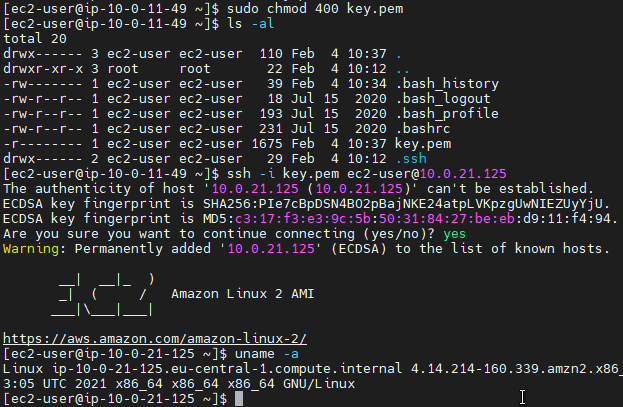 [ec2-user@ip-10-0-11-49 ~]$ sudo chmod 400 key.pem
[ec2-user@ip-10-0-11-49 ~]$ ls -al
total 20
drwx------ 3 ec2-user ec2-user  110 Feb  4 10:37 .
drwxr-xr-x 3 root     root       22 Feb  4 10:12 ..
-rw------- 1 ec2-user ec2-user   39 Feb  4 10:34 .bash_history
-rw-r--r-- 1 ec2-user ec2-user   18 Jul 15  2020 .bash_logout
-rw-r--r-- 1 ec2-user ec2-user  193 Jul 15  2020 .bash_profile
-rw-r--r-- 1 ec2-user ec2-user  231 Jul 15  2020 .bashrc
-r-------- 1 ec2-user ec2-user 1675 Feb  4 10:37 key.pem
drwx------ 2 ec2-user ec2-user   29 Feb  4 10:12 .ssh
[ec2-user@ip-10-0-11-49 ~]$ ssh -i key.pem ec2-user@10.0.21.125
The authenticity of host '10.0.21.125 (10.0.21.125)' can't be established.
ECDSA key fingerprint is SHA256:PIe7cBpDSN4BO2pBajNKE24atpLVKpzgUwNIEZUyYjU.
ECDSA key fingerprint is MD5:c3:17:f3:e3:9c:5b:50:31:84:27:be:eb:d9:11:f4:94.
Are you sure you want to continue connecting (yes/no)? yes
Warning: Permanently added '10.0.21.125' (ECDSA) to the list of known hosts.

       __|  __|_  )
       _|  (     /   Amazon Linux 2 AMI
      ___|\___|___|

https://aws.amazon.com/amazon-linux-2/
[ec2-user@ip-10-0-21-125 ~]$ uname -a
Linux ip-10-0-21-125.eu-central-1.compute.internal 4.14.214-160.339.amzn2.x86_
3:05 UTC 2021 x86_64 x86_64 x86_64 GNU/Linux
[ec2-user@ip-10-0-21-125 ~]$